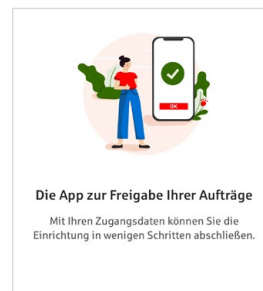 OK
Die App zur Freigabe Ihrer Aufträge
Mit Ihren Zugangsdaten können Sie die
Einrichtung in wenigen Schritten abschließen.